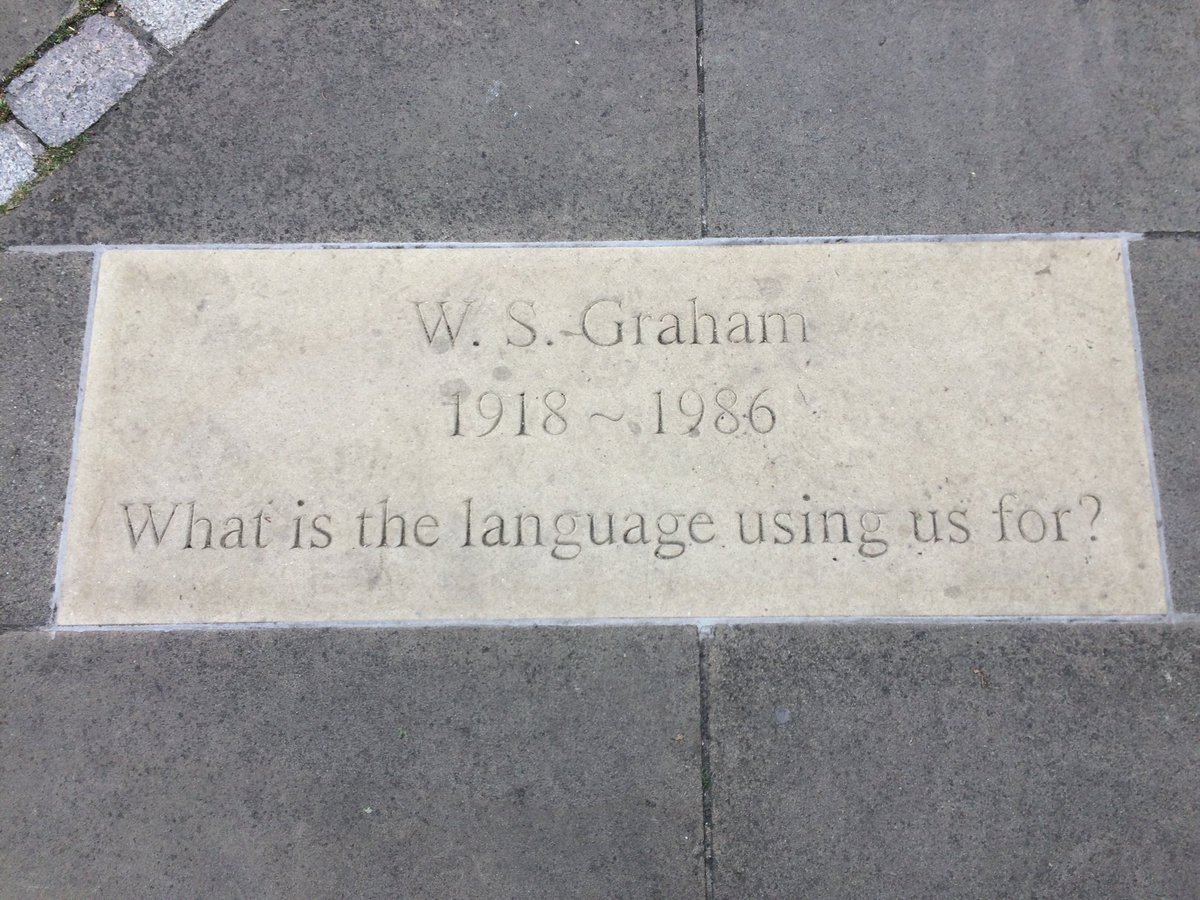 W. S. Graham
1918 ~ 1986
What is the language using us for?